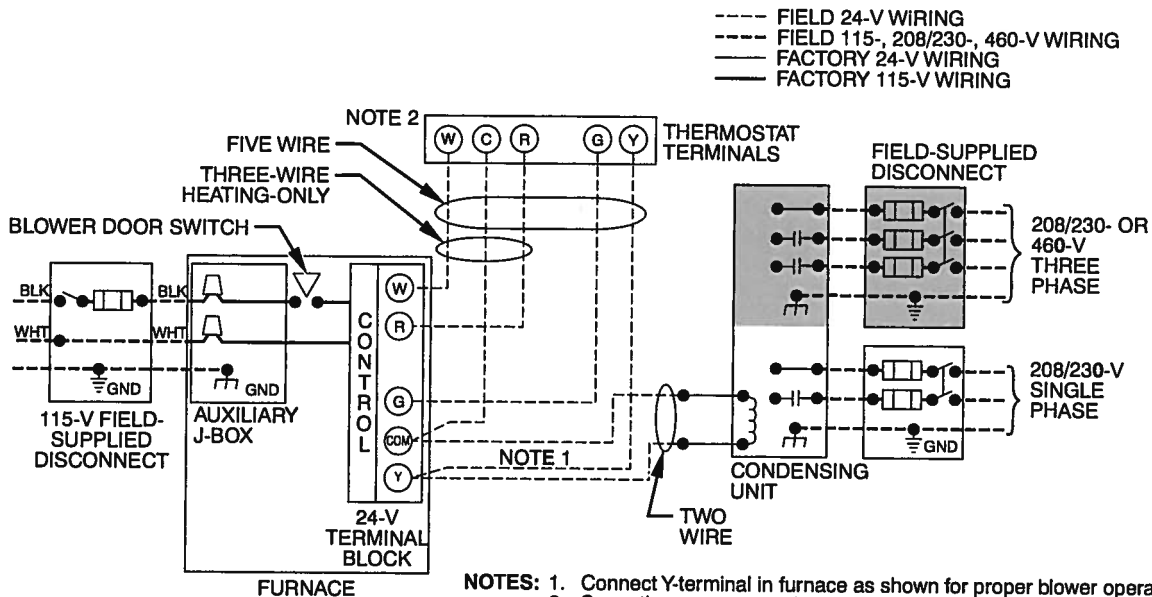 FIELD 24-V WIRING
FIELD 115-, 208/230-, 460-V WIRING
FACTORY 24-V WIRING
FACTORY 115-V WIRING
NOTE 2
W C R G Y
THERMOSTAT
TERMINALS
FIVE WIRE
THREE-WIRE
HEATING-ONLY
BLOWER DOOR SWITCH
FIELD-SUPPLIED
DISCONNECT
208/230- OR
460-V
THREE
PHASE
BLK
BLK
WHT
WHT
GND
GND
115-V FIELD-
SUPPLIED
DISCONNECT
AUXILIARY
J-BOX
CONTROL
W
R
G
COM
Y
24-V
TERMINAL
BLOCK
FURNACE
NOTE 1
TWO
WIRE
CONDENSING
UNIT
208/230-V
SINGLE
PHASE
GND
NOTES: 1. Connect Y-terminal in furnace as shown for proper blower opera